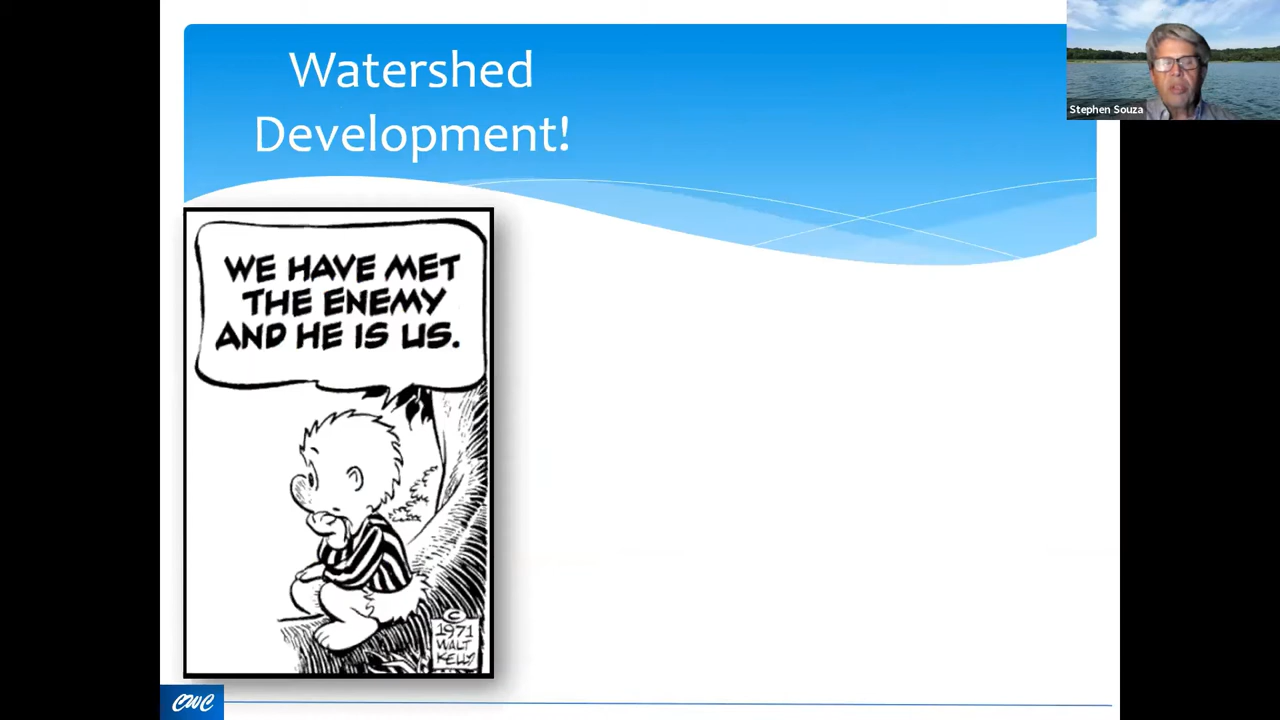 Watershed
Development!
Stephen Souza
WE HAVE MET
THE ENEMY
AND HE IS US.
©
1971
WALT
KELLY
CWC